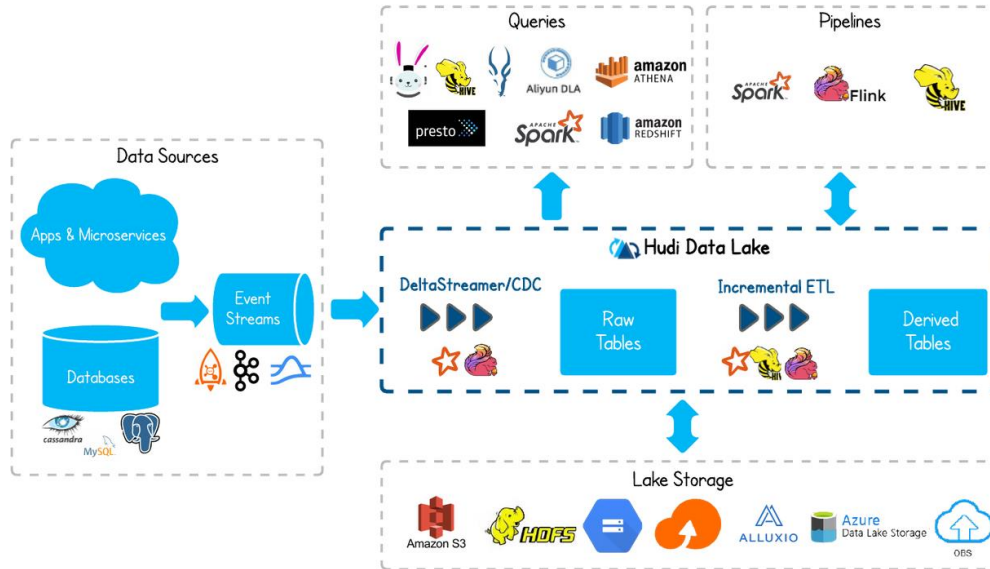 Queries
HIVE
Aliyun DLA
amazon
ATHENA
presto
APACHE
Spark
amazon
REDSHIFT
Pipelines
APACHE
Spark
Flink
HIVE
Data Sources
Apps & Microservices
Event
Streams
Databases
cassandra
MySQL
Hudi Data Lake
DeltaStreamer/CDC
Raw
Tables
Incremental ETL
HIVE
Derived
Tables
Lake Storage
Amazon S3
HDFS
ALLUXIO
Azure
Data Lake Storage
OBS